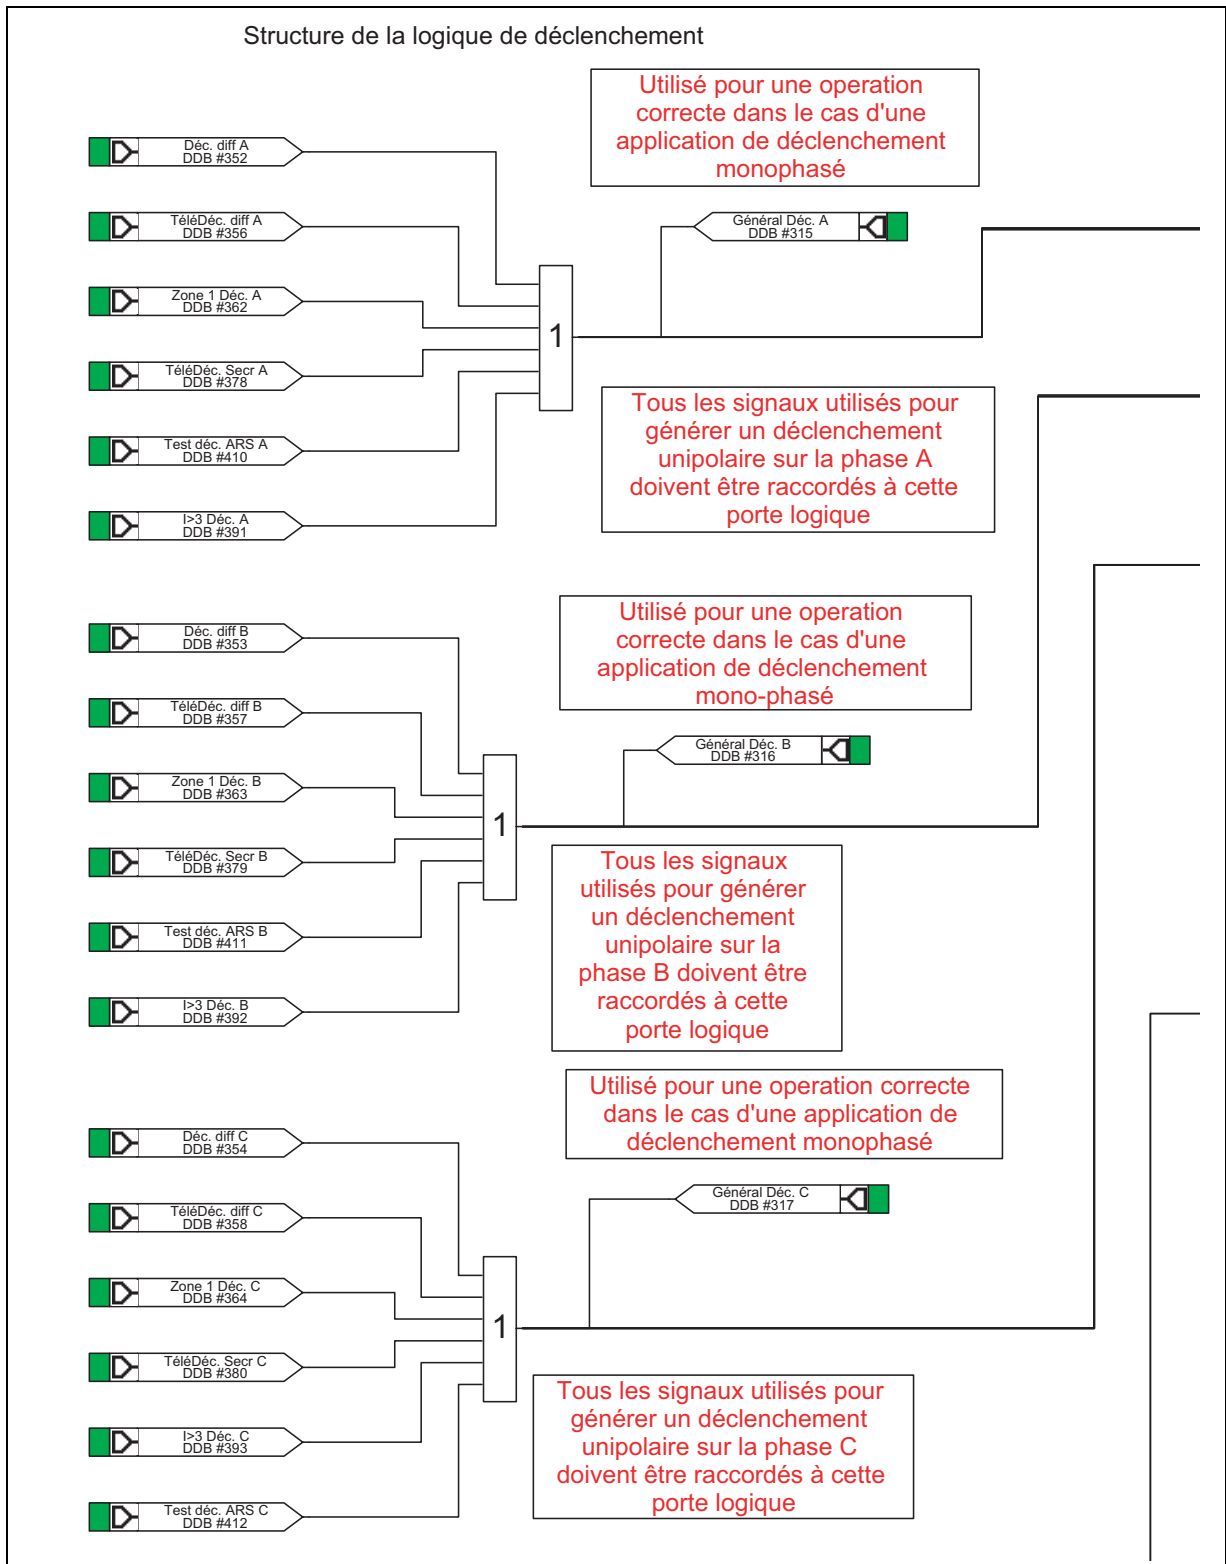 Structure de la logique de déclenchement
Utilisé pour une operation
correcte dans le cas d'une
application de déclenchement
monophasé
Déc. diff A
DDB #352
TéléDéc. diff A
DDB #356
Général Déc. A
DDB #315
Zone 1 Déc. A
DDB #362
1
TéléDéc. Secr A
DDB #378
Tous les signaux utilisés pour
générer un déclenchement
unipolaire sur la phase A
doivent être raccordés à cette
porte logique
Test déc. ARS A
DDB #410
I>3 Déc. A
DDB #391
Utilisé pour une operation
correcte dans le cas d'une
application de déclenchement
mono-phasé
Déc. diff B
DDB #353
TéléDéc. diff B
DDB #357
Général Déc. B
DDB #316
Zone 1 Déc. B
DDB #363
1
TéléDéc. Secr B
DDB #379
Tous les signaux
utilisés pour générer
un déclenchement
unipolaire sur la
phase B doivent être
raccordés à cette
porte logique
Test déc. ARS B
DDB #411
I>3 Déc. B
DDB #392
Utilisé pour une operation correcte
dans le cas d'une application de
déclenchement monophasé
Déc. diff C
DDB #354
Général Déc. C
DDB #317
TéléDéc. diff C
DDB #358
Zone 1 Déc. C
DDB #364
1
TéléDéc. Secr C
DDB #380
Tous les signaux utilisés pour
générer un déclenchement
unipolaire sur la phase C
doivent être raccordés à cette
porte logique
I>3 Déc. C
DDB #393
Test déc. ARS C
DDB #412